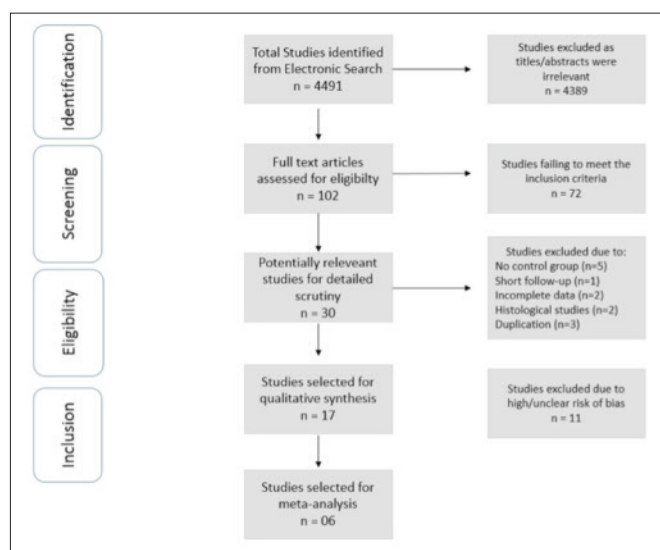 Identification
Total Studies identified
from Electronic Search
n = 4491
Studies excluded as
titles/abstracts were
irrelevant
n = 4389
Screening
Full text articles
assessed for eligibilty
n = 102
Studies failing to meet the
inclusion criteria
n = 72
Eligibility
Potentially releveant
studies for detailed
scrutiny
n = 30
Studies excluded due to:
No control group (n=5)
Short follow-up (n=1)
Incomplete data (n=2)
Histological studies (n=2)
Duplication (n=3)
Inclusion
Studies selected for
qualitative synthesis
n = 17
Studies excluded due to
high/unclear risk of bias
n = 11
Studies selected for
meta-analysis
n = 06